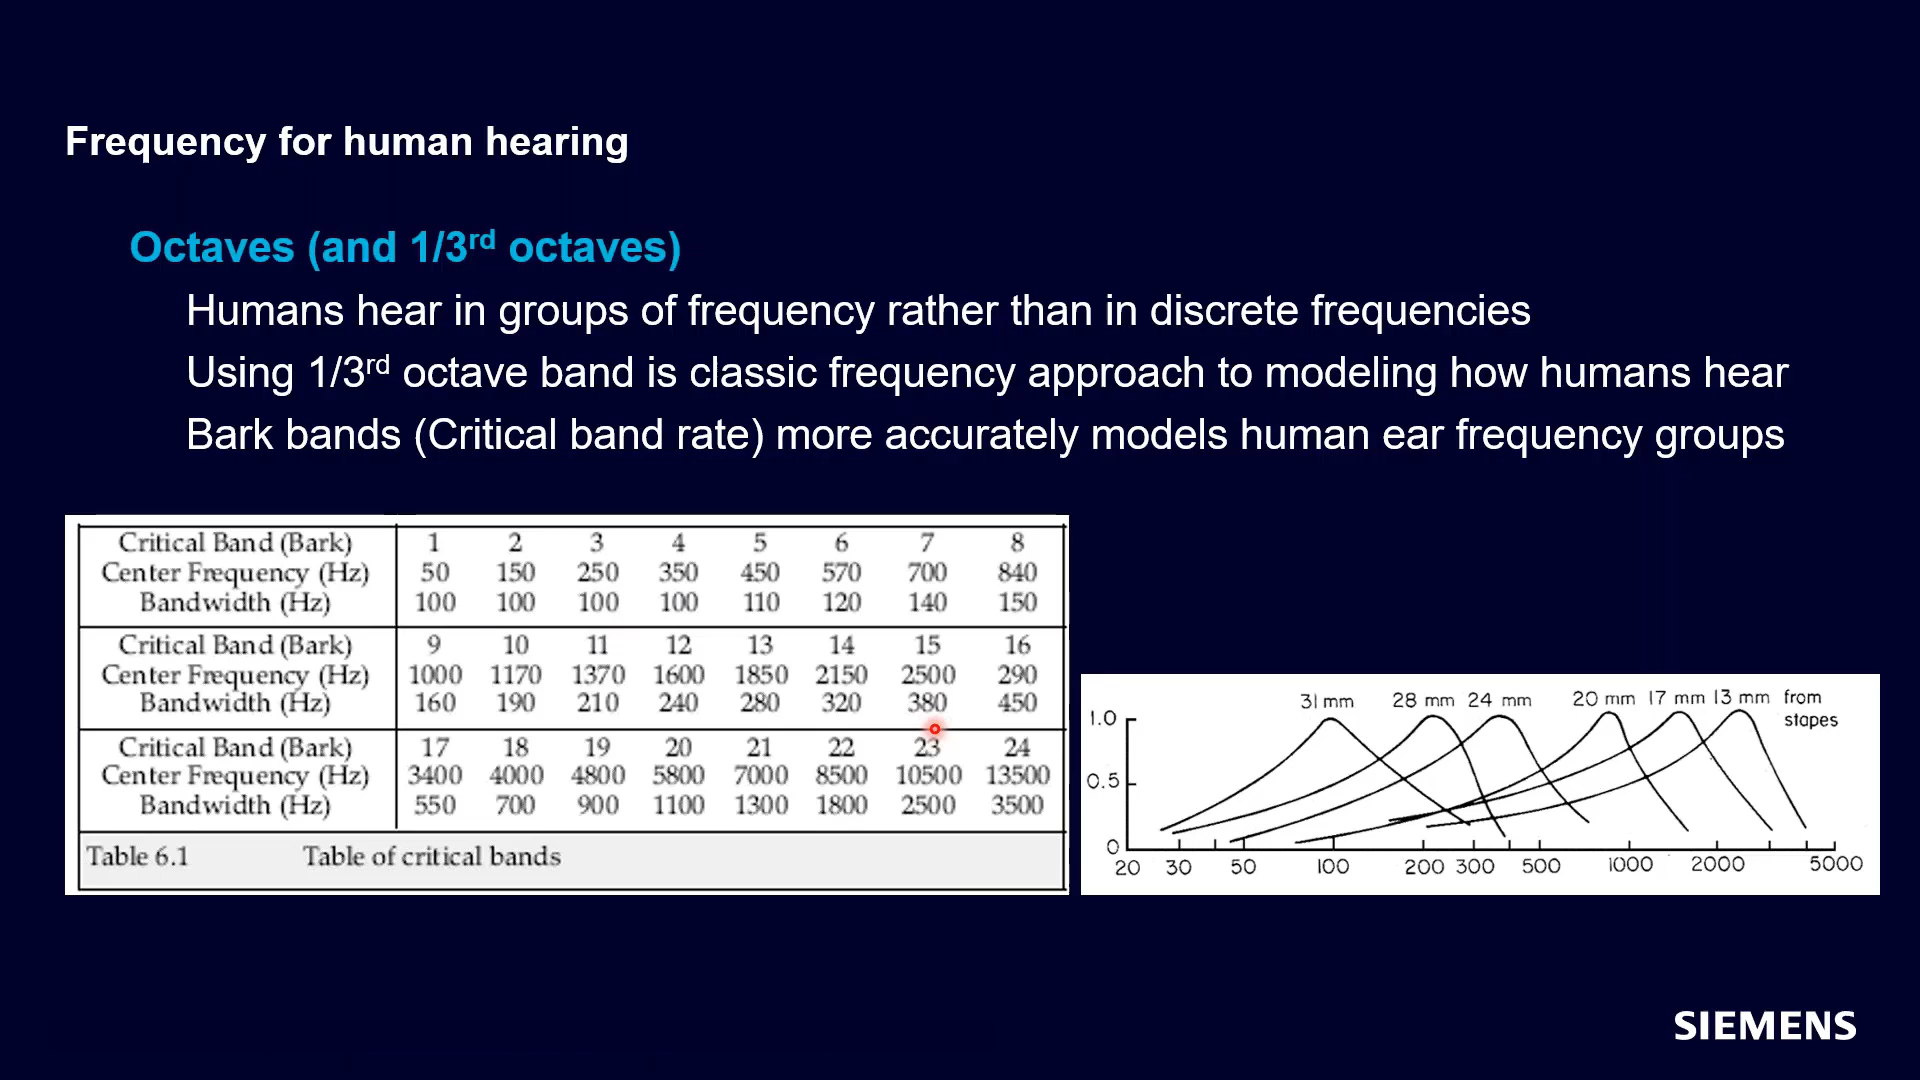 Frequency for human hearing
Octaves (and 1/3rd octaves)
Humans hear in groups of frequency rather than in discrete frequencies
Using 1/3rd octave band is classic frequency approach to modeling how humans hear
Bark bands (Critical band rate) more accurately models human ear frequency groups
Critical Band (Bark) 1 2 3 4 5 6 7 8
Center Frequency (Hz) 50 150 250 350 450 570 700 840
Bandwidth (Hz) 100 100 100 100 110 120 140 150
Critical Band (Bark) 9 10 11 12 13 14 15 16
Center Frequency (Hz) 1000 1170 1370 1600 1850 2150 2500 290
Bandwidth (Hz) 160 190 210 240 280 320 380 450
Critical Band (Bark) 17 18 19 20 21 22 23 24
Center Frequency (Hz) 3400 4000 4800 5800 7000 8500 10500 13500
Bandwidth (Hz) 550 700 900 1100 1300 1800 2500 3500
Table 6.1 Table of critical bands
31 mm 28 mm 24 mm 20 mm 17 mm 13 mm from
stapes
1.0
0.5
0
20 30 50 100 200 300 500 1000 2000 5000
SIEMENS